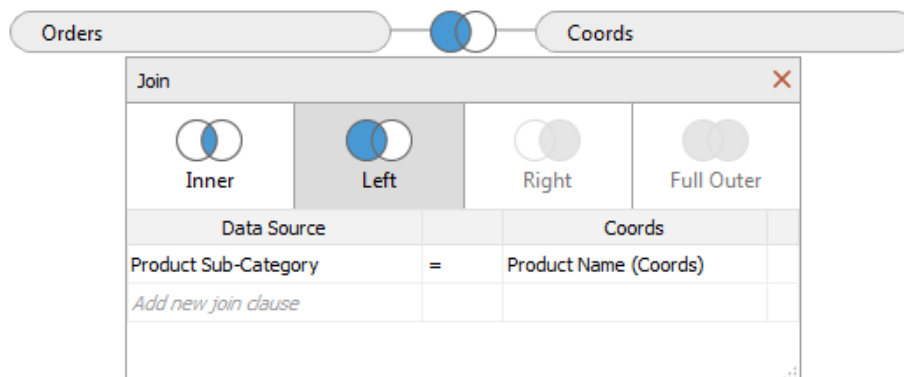 Orders Coords
Join
Inner Left Right Full Outer
Data Source Coords
Product Sub-Category = Product Name (Coords)
Add new join clause